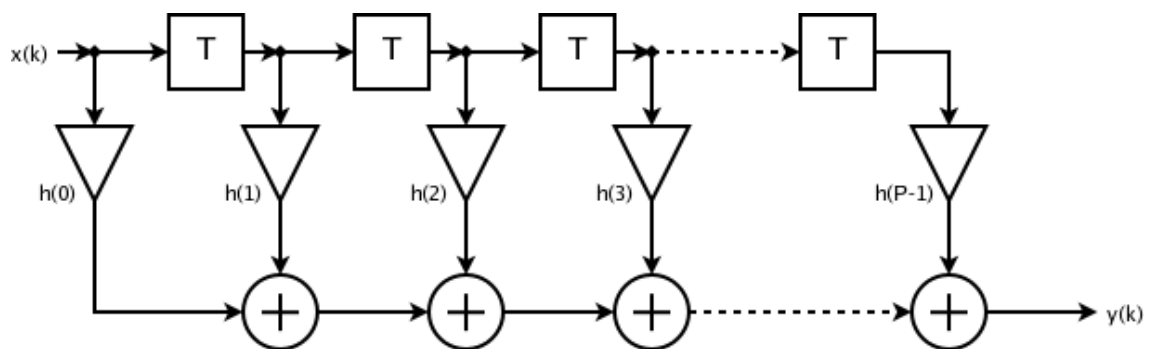 x(k) T T T T
h(0) h(1) h(2) h(3) h(P-1)
+ + + + y(k)